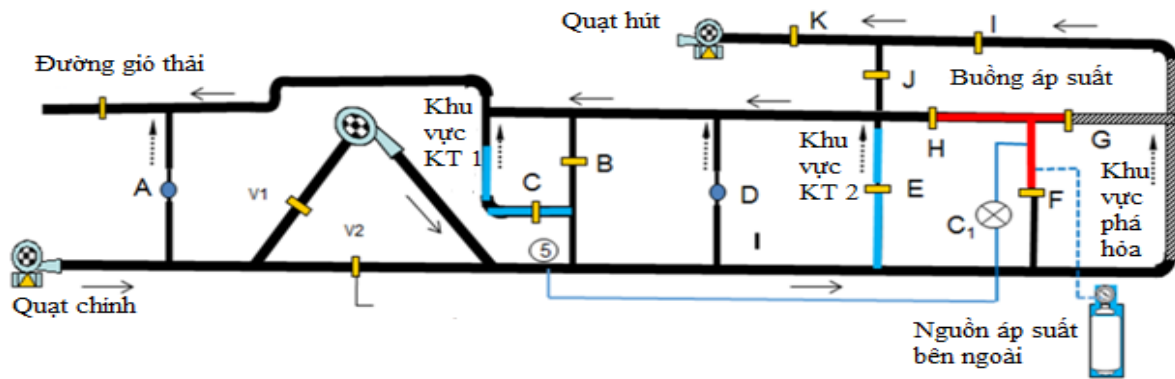 Quạt hút
K
I
Đường gió thải
J
Buồng áp suất
Khu
vực
KT 1
Khu
vực
KT 2
H
G
A
B
C
D
E
F
V1
V2
C1
Khu
vực
phá
hỏa
5
I
Quạt chính
Nguồn áp suất
bên ngoài